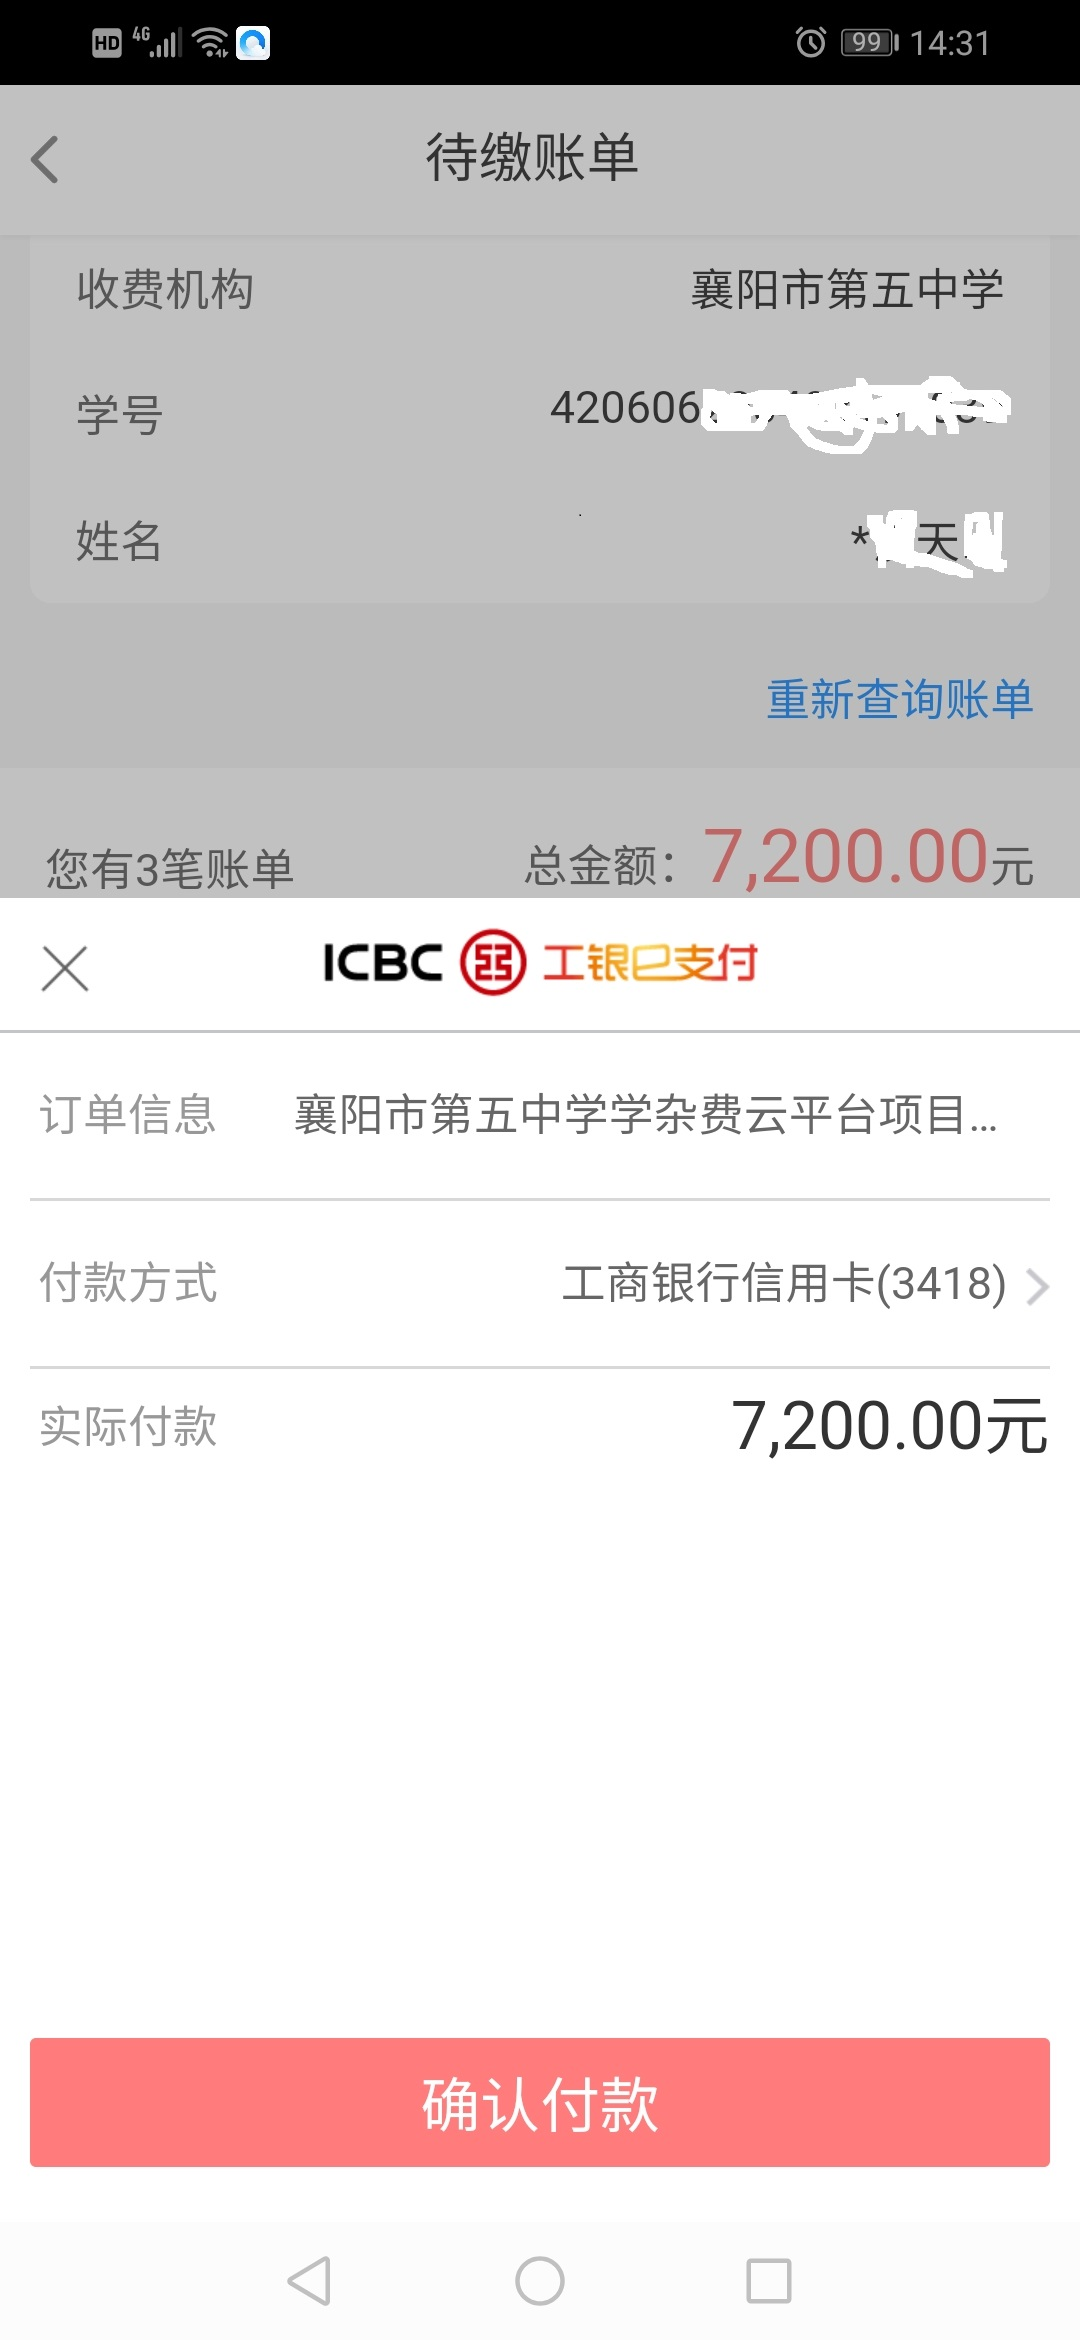 HD 4G 99 14:31
待缴账单
收费机构 襄阳市第五中学
学号 420606
姓名 * 天
重新查询账单
您有3笔账单 总金额：7,200.00元
ICBC 工银e支付
订单信息 襄阳市第五中学学杂费云平台项目...
付款方式 工商银行信用卡(3418)
实际付款 7,200.00元
确认付款